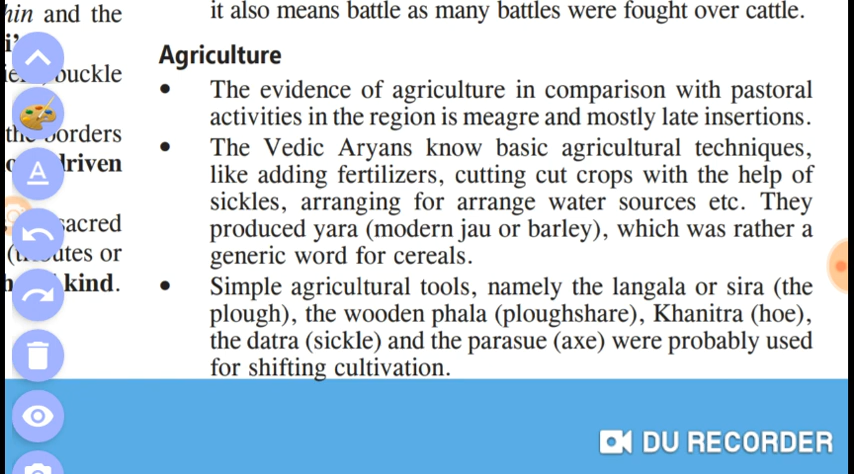 hin and the
buckle
borders
driven
sacred
kind.
it also means battle as many battles were fought over cattle.
Agriculture
• The evidence of agriculture in comparison with pastoral
activities in the region is meagre and mostly late insertions.
• The Vedic Aryans know basic agricultural techniques,
like adding fertilizers, cutting cut crops with the help of
sickles, arranging for arrange water sources etc. They
produced yara (modern jau or barley), which was rather a
generic word for cereals.
• Simple agricultural tools, namely the langala or sira (the
plough), the wooden phala (ploughshare), Khanitra (hoe),
the datra (sickle) and the parasue (axe) were probably used
for shifting cultivation.
A
DU RECORDER